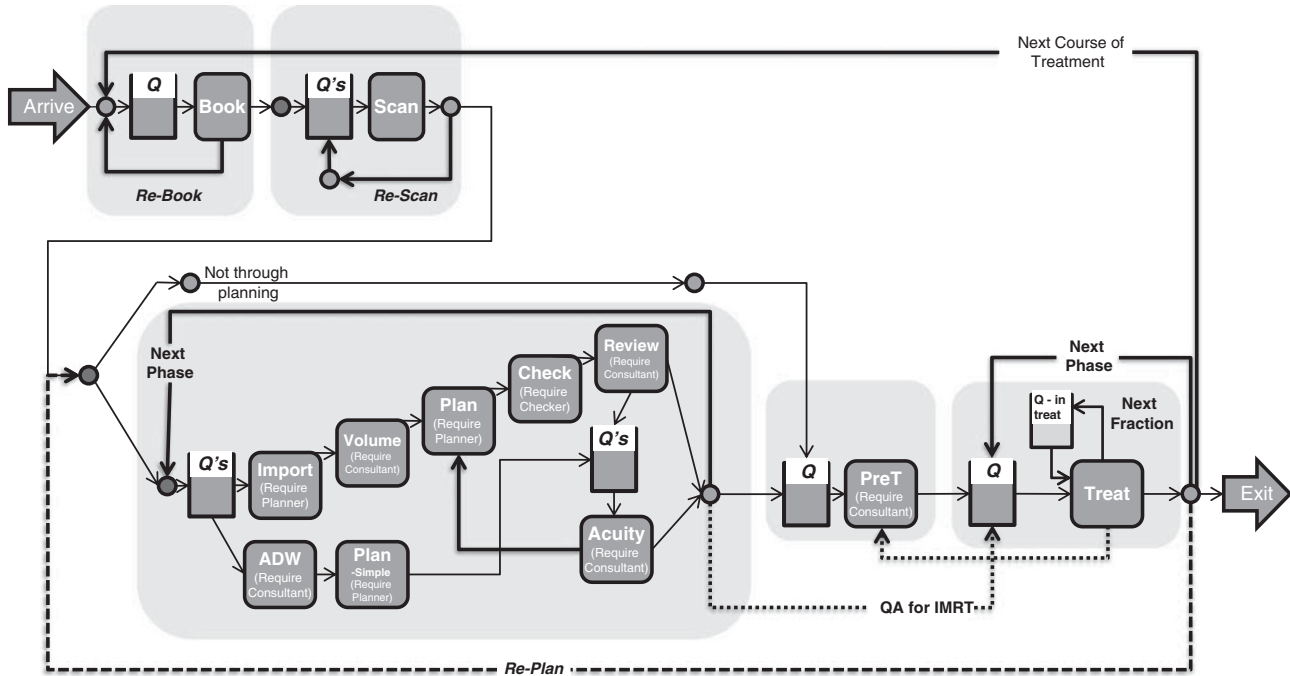 Next Course of
Treatment
Arrive
Q
Book
Q's
Scan
Re-Book
Re-Scan
Not through
planning
Next
Phase
Review
(Require
Consultant)
Check
(Require
Checker)
Plan
(Require
Planner)
Volume
(Require
Consultant)
Q's
Import
(Require
Planner)
Q's
ADW
(Require
Consultant)
Plan
-Simple
(Require
Planner)
Acuity
(Require
Consultant)
Q
PreT
(Require
Consultant)
Next
Phase
Q - in
treat
Next
Fraction
Q
Treat
Exit
QA for IMRT
Re-Plan